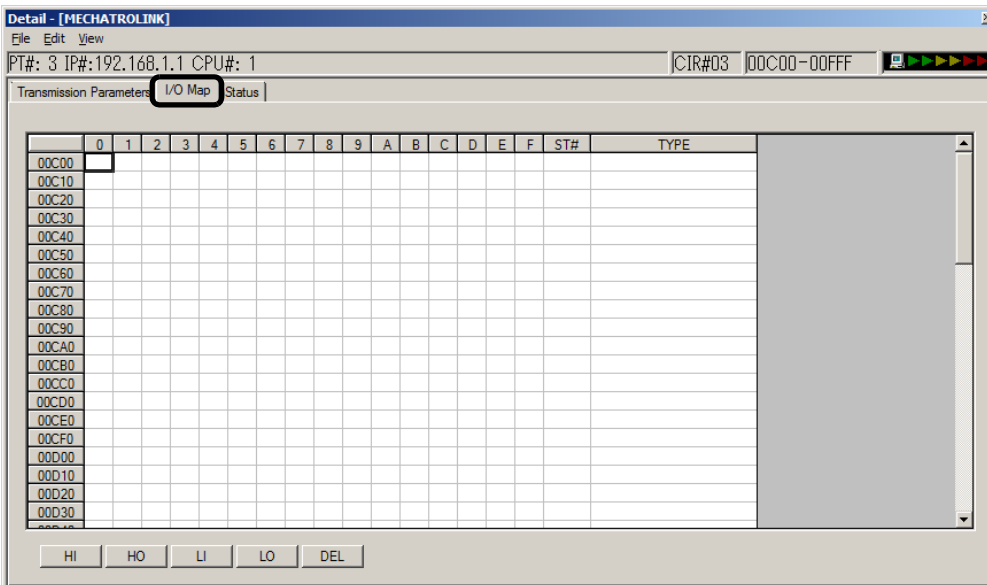 Detail - [MECHATROLINK]
File Edit View
PT#: 3 IP#:192.168.1.1 CPU#: 1 CIR#03 00C00-00FFF
Transmission Parameters I/O Map Status
0 1 2 3 4 5 6 7 8 9 A B C D E F ST# TYPE
00C00
00C10
00C20
00C30
00C40
00C50
00C60
00C70
00C80
00C90
00CA0
00CB0
00CC0
00CD0
00CE0
00CF0
00D00
00D10
00D20
00D30
HI HO LI LO DEL